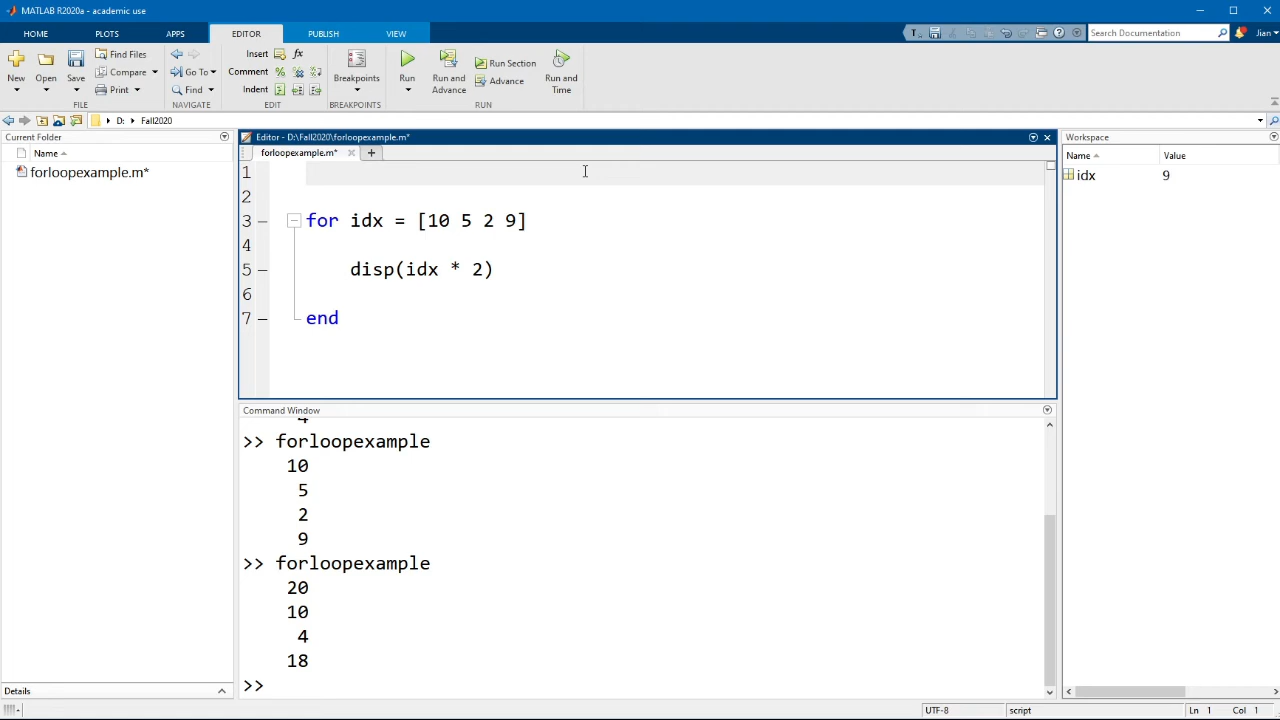 MATLAB R2020a - academic use
HOME PLOTS APPS EDITOR PUBLISH VIEW
Search Documentation
Jian
New
Open
Save
Find Files
Compare
Print
FILE
Go To
Find
NAVIGATE
Insert
Comment
Indent
EDIT
Breakpoints
BREAKPOINTS
Run
Run and Advance
Run Section
Advance
Run and Time
RUN
D: Fall2020
Current Folder
Name
forloopexample.m*
Details
Editor - D:\Fall2020\forloopexample.m*
forloopexample.m* +
1
2
3 – for idx = [10 5 2 9]
4
5 – disp(idx * 2)
6
7 – end
Command Window
4
>> forloopexample
10
5
2
9
>> forloopexample
20
10
4
18
>>
Workspace
Name Value
idx 9
UTF-8 script Ln 1 Col 1